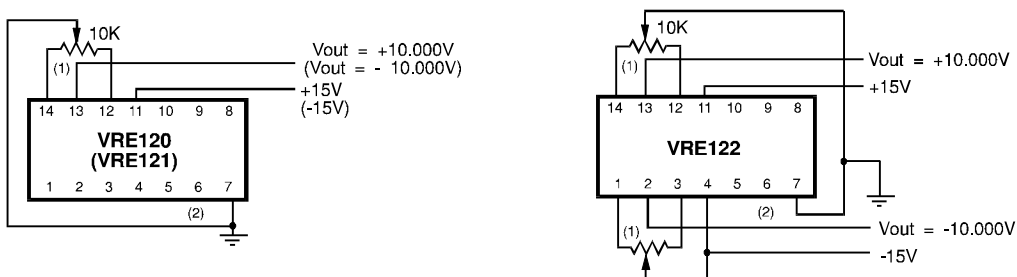 10K
(1)
Vout = +10.000V
(Vout = - 10.000V)
+15V
(-15V)
14 13 12 11 10 9 8
VRE120
(VRE121)
1 2 3 4 5 6 7
(2)
10K
(1)
Vout = +10.000V
+15V
14 13 12 11 10 9 8
VRE122
1 2 3 4 5 6 7
(2)
(1)
Vout = -10.000V
-15V